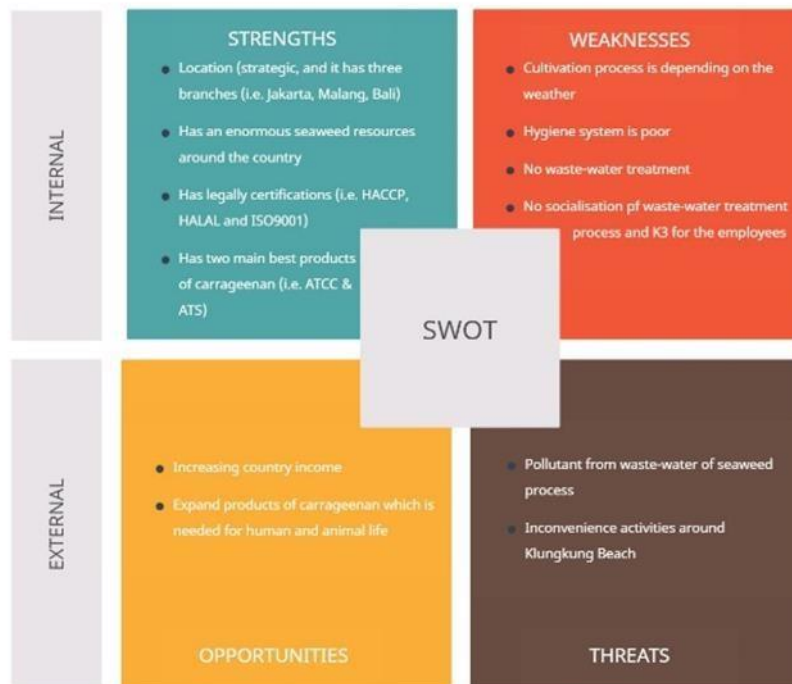 INTERNAL
STRENGTHS
● Location (strategic, and it has three
branches (i.e. Jakarta, Malang, Bali)
● Has an enormous seaweed resources
around the country
● Has legally certifications (i.e. HACCP,
HALAL and ISO9001)
● Has two main best products
of carrageenan (i.e. ATCC &
ATS)
WEAKNESSES
● Cultivation process is depending on the
weather
● Hygiene system is poor
● No waste-water treatment
● No socialisation pf waste-water treatment
process and K3 for the employees
SWOT
EXTERNAL
● Increasing country income
● Expand products of carrageenan which is
needed for human and animal life
OPPORTUNITIES
● Pollutant from waste-water of seaweed
process
● Inconvenience activities around
Klungkung Beach
THREATS